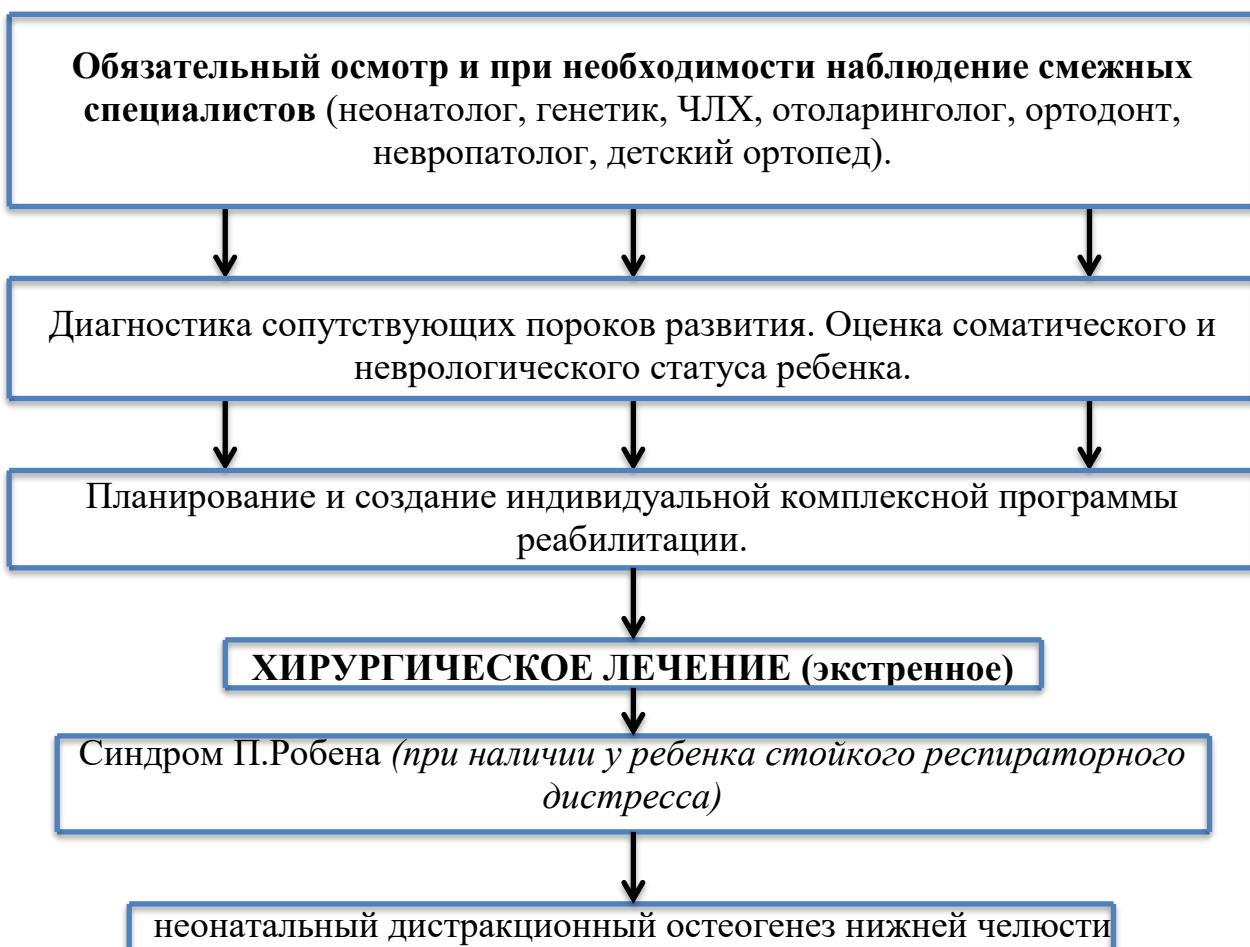 Обязательный осмотр и при необходимости наблюдение смежных
специалистов (неонатолог, генетик, ЧЛХ, отоларинголог, ортодонт,
невропатолог, детский ортопед).
Диагностика сопутствующих пороков развития. Оценка соматического и
неврологического статуса ребенка.
Планирование и создание индивидуальной комплексной программы
реабилитации.
ХИРУРГИЧЕСКОЕ ЛЕЧЕНИЕ (экстренное)
Синдром П.Робена (при наличии у ребенка стойкого респираторного
дистресса)
неонатальный дистракционный остеогенез нижней челюсти